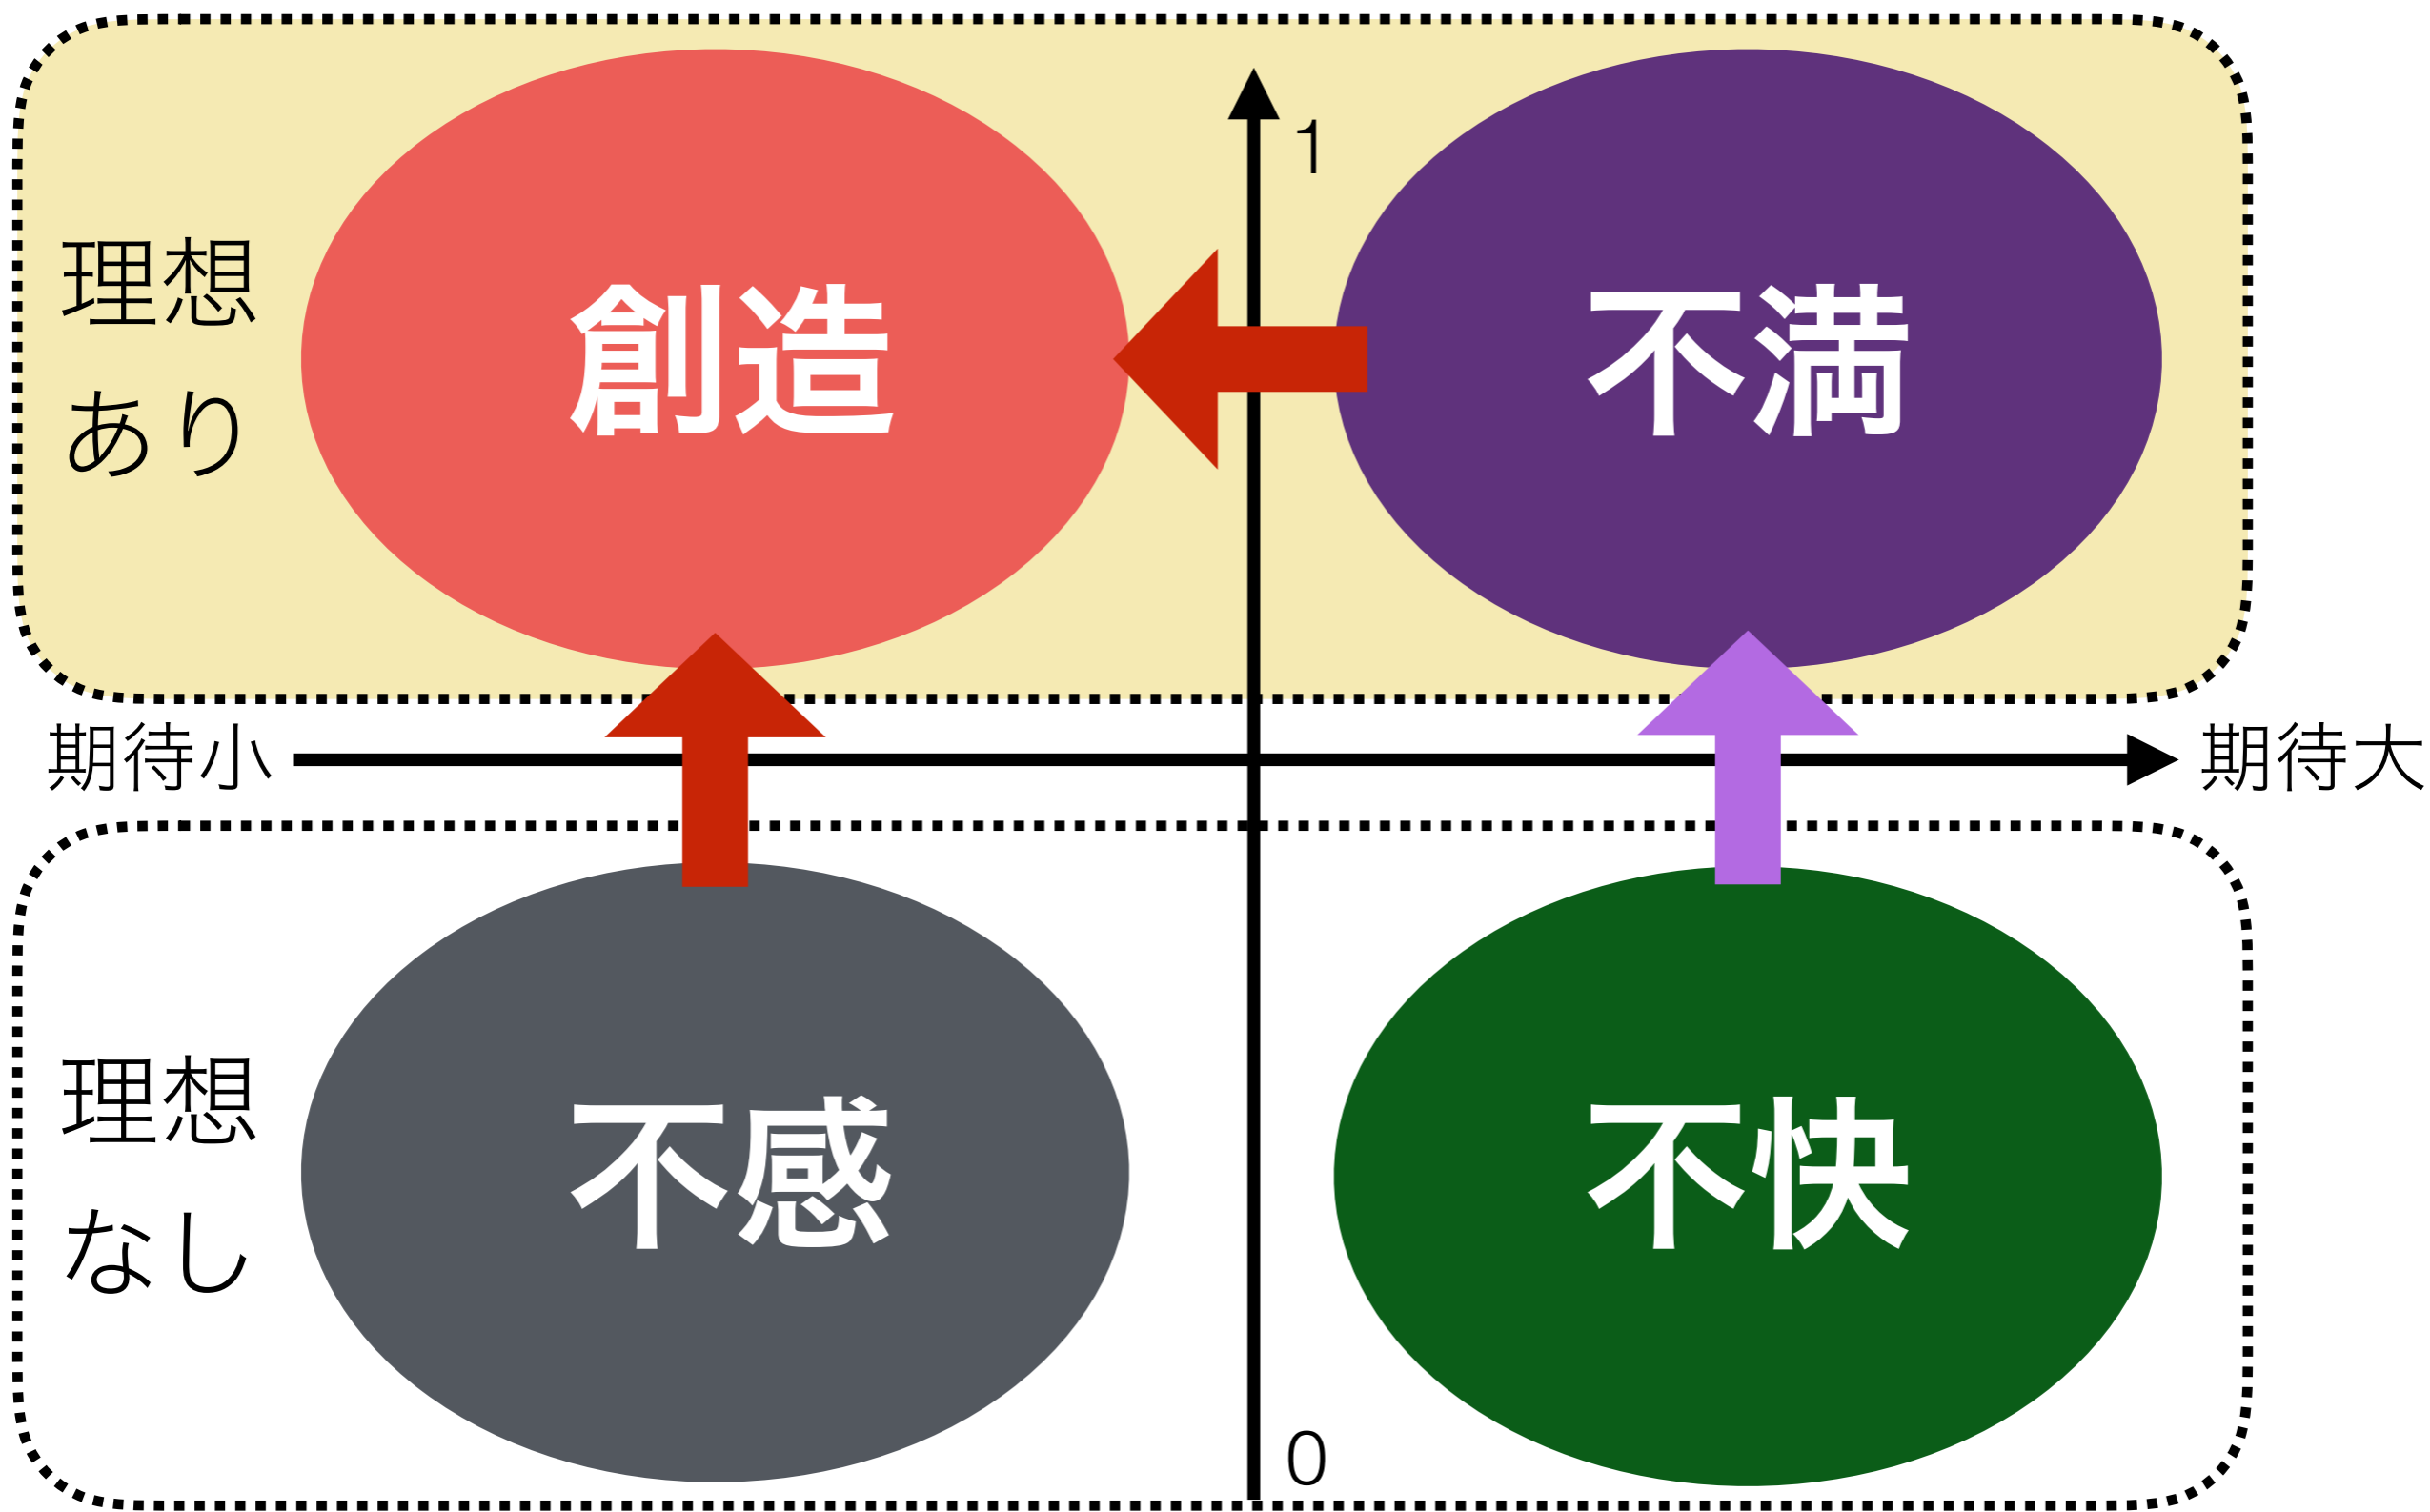 1
理想
あり
創造
不満
期待小
期待大
理想
なし
不感
不快
0